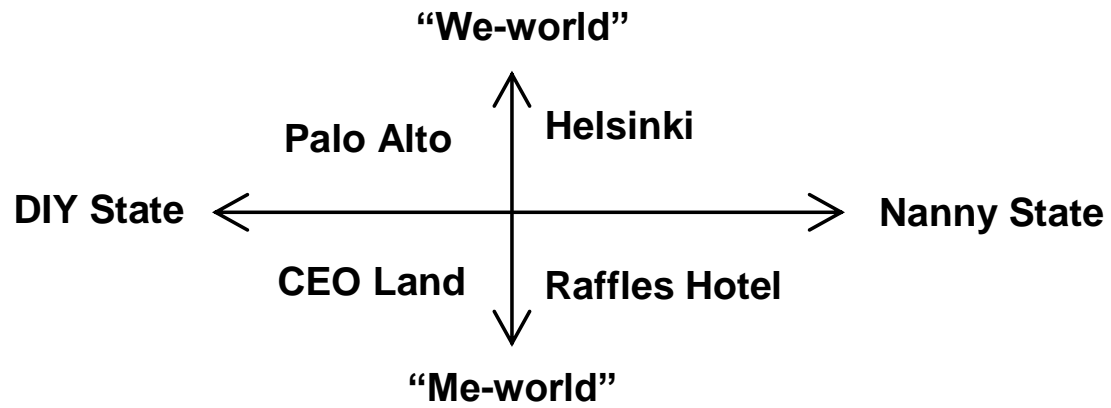 “We-world”
Palo Alto
Helsinki
DIY State
Nanny State
CEO Land
Raffles Hotel
“Me-world”